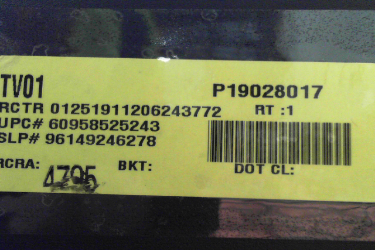 TV01 P19028017
RCTR 01251911206243772 RT :1
UPC# 60958525243
SLP# 96149246278
RCRA: 4795 BKT: DOT CL: